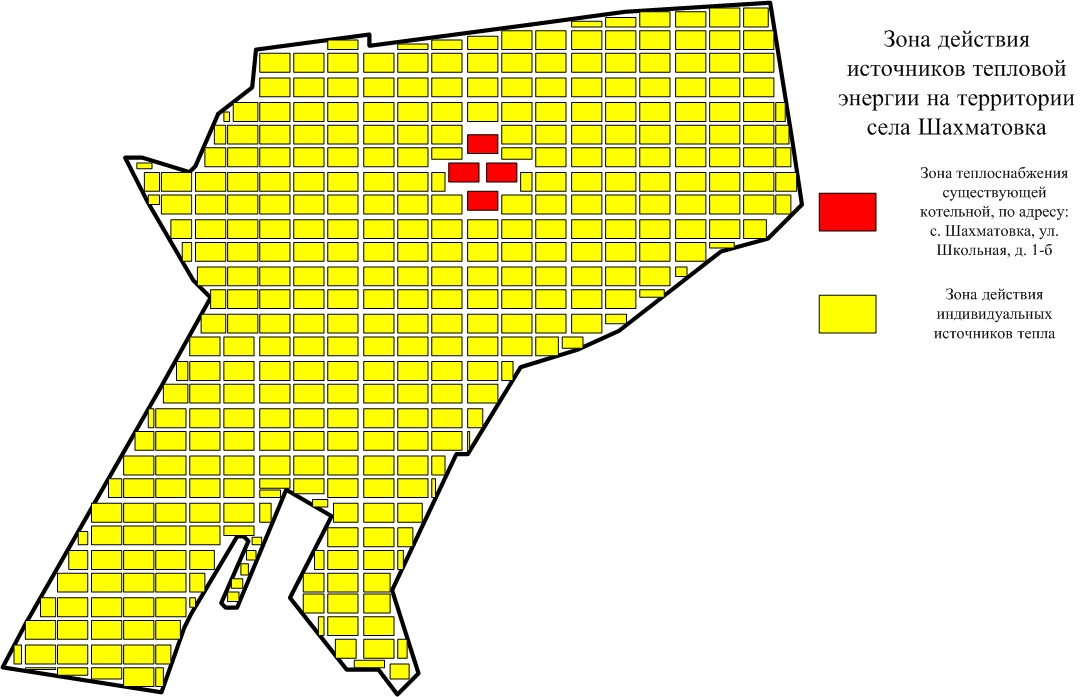 Зона действия
источников тепловой
энергии на территории
села Шахматовка
Зона теплоснабжения
существующей
котельной, по адресу:
с. Шахматовка, ул.
Школьная, д. 1-б
Зона действия
индивидуальных
источников тепла